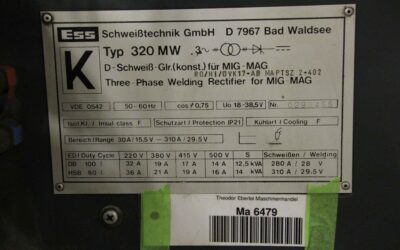 ESS Schweißtechnik GmbH D 7967 Bad Waldsee
K
Typ 320 MW
D-Schweiß-Glr.(konst.) für MIG-MAG
Three-Phase Welding Rectifier for MIG MAG
VDE 0542 50-60Hz cosφ 0,75 Uo 18-38,5V Nr.
Isol.Kl./Insul class F Schutzart / Protection IP21 Kühlart / Cooling F
Bereich / Range 30A / 15,5V - 310A / 29,5V
ED / Duty Cycle 220 V 380 V 415 V 500 V S Schweißen / Welding
DB 100% 32 A 19 A 17 A 14 A 12,5 kVA 280 A / 28 V
HSB 80% 36 A 21 A 19 A 16 A 14 kVA 310 A / 29,5 V
Theodor Eberlei Maschinenhandel
Ma 6479